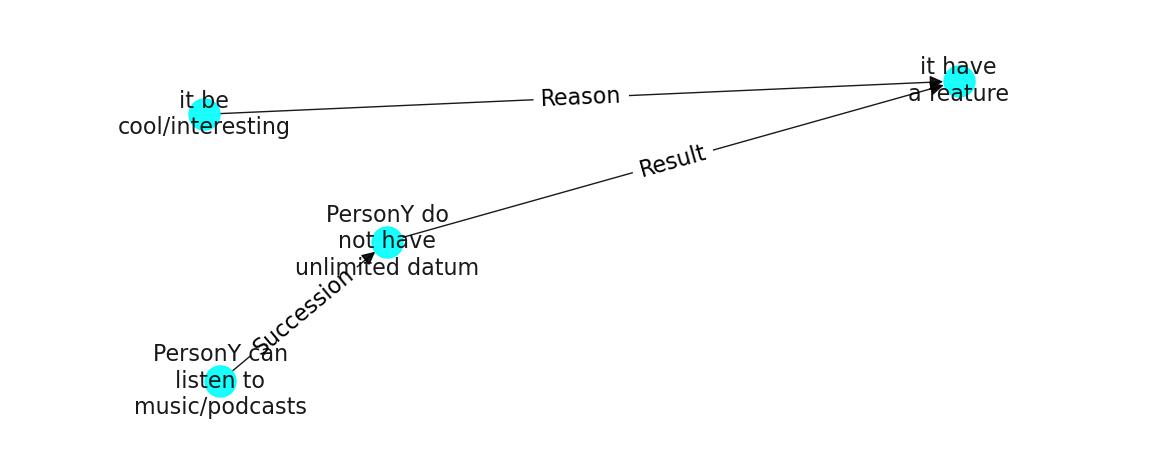 it have
a feature
it be
cool/interesting
Reason
Result
PersonY do
not have
unlimited datum
Succession
PersonY can
listen to
music/podcasts